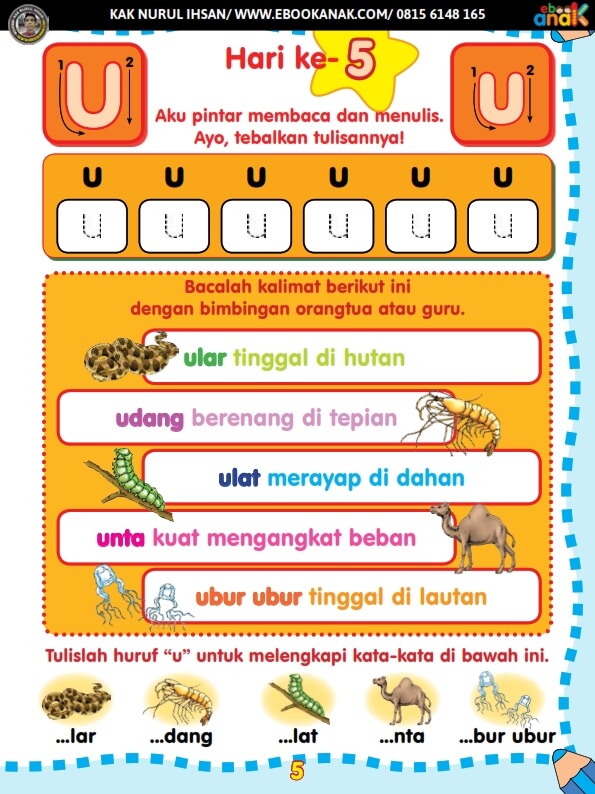 KAK NURUL IHSAN/ WWW.EBOOKANAK.COM/ 0815 6148 165
ebook
anak
Hari ke- 5
1 2
u
1 2
u
Aku pintar membaca dan menulis.
Ayo, tebalkan tulisannya!
u u u u u u
u u u u u u
Bacalah kalimat berikut ini
dengan bimbingan orangtua atau guru.
ular tinggal di hutan
udang berenang di tepian
ulat merayap di dahan
unta kuat mengangkat beban
ubur ubur tinggal di lautan
Tulislah huruf “u” untuk melengkapi kata-kata di bawah ini.
...lar ...dang ...lat ...nta ...bur ubur
5